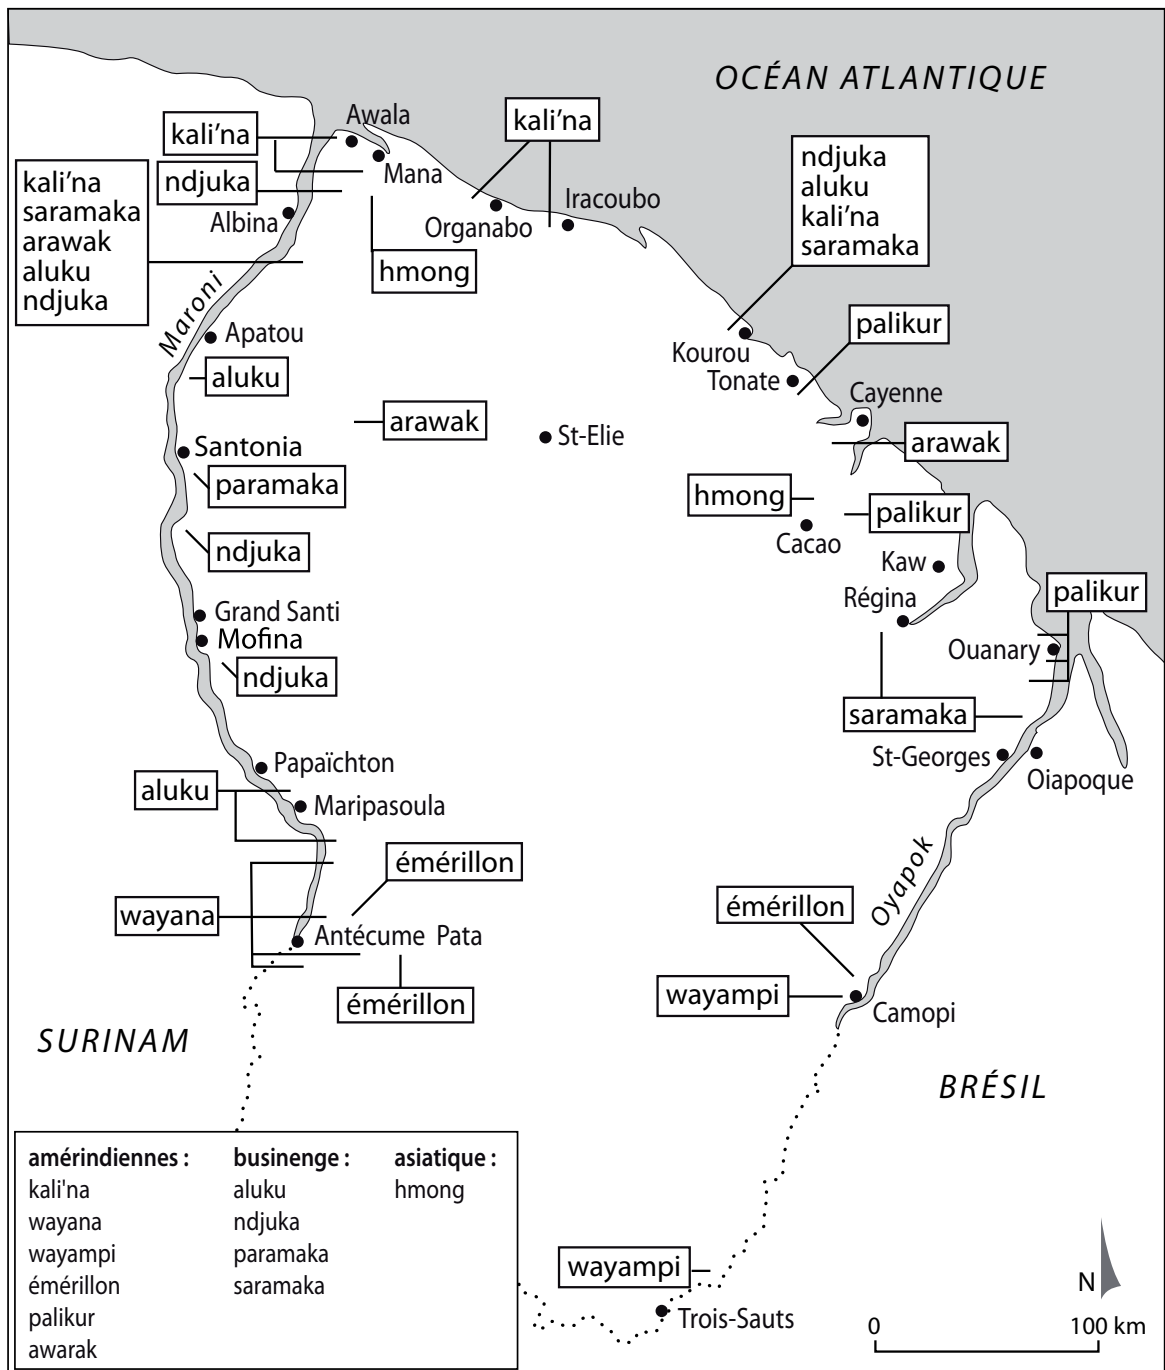 OCÉAN ATLANTIQUE
Awala
kali'na
kali'na
Mana
ndjuka
kali'na
saramaka
arawak
aluku
ndjuka
Albina
Organabo
Iracoubo
ndjuka
aluku
kali'na
saramaka
hmong
Maroni
Apatou
Kourou
palikur
Tonate
aluku
Cayenne
arawak
St-Elie
arawak
Santonia
paramaka
hmong
palikur
Cacao
ndjuka
Kaw
palikur
Régina
Grand Santi
Mofina
Ouanary
ndjuka
saramaka
St-Georges
Oiapoque
Papaïchton
aluku
Maripasoula
émérillon
Oyapok
wayana
émérillon
Antécume Pata
émérillon
wayampi
Camopi
SURINAM
BRÉSIL
amérindiennes :
kali'na
wayana
wayampi
émérillon
palikur
awarak
businenge :
aluku
ndjuka
paramaka
saramaka
asiatique :
hmong
wayampi
Trois-Sauts
N
0 100 km